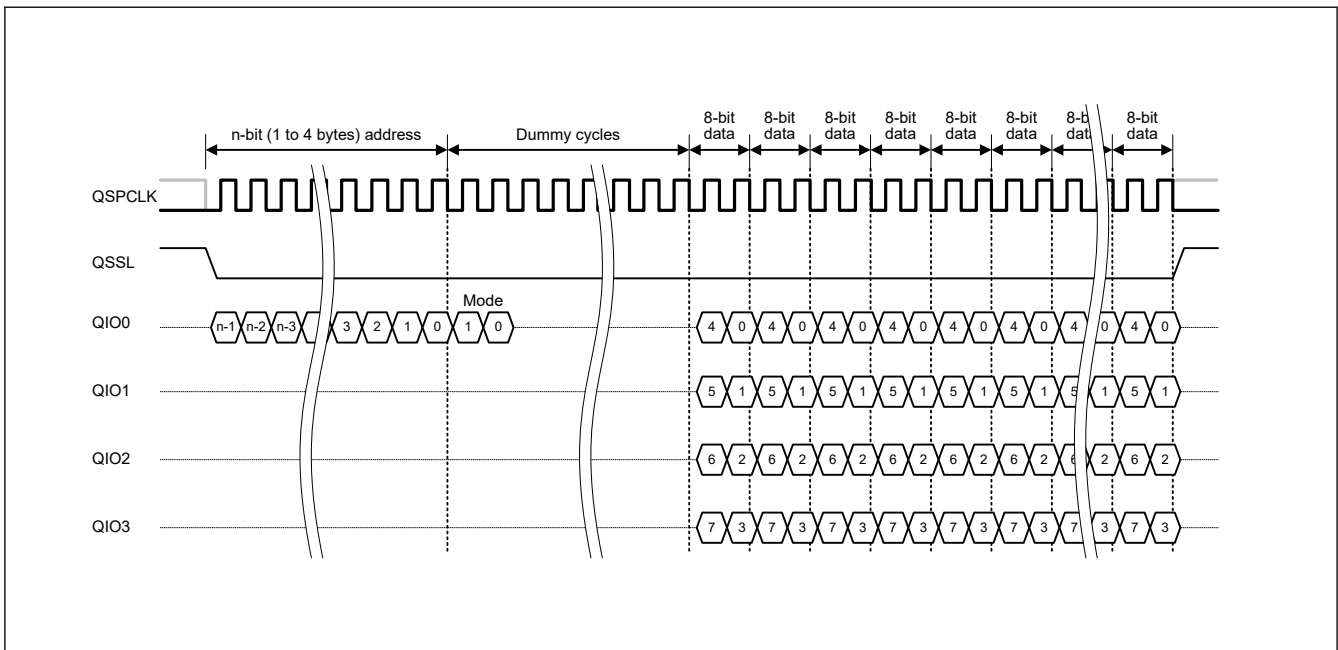 8-bit data 8-bit data 8-bit data 8-bit data 8-bit data 8-bit data 8-bit data
n-bit (1 to 4 bytes) address Dummy cycles
QSPCLK
QSSL
Mode
QIO0 n-1 n-2 n-3 3 2 1 0 1 0 4 0 4 0 4 0 4 0 4 0 4 0 4 0 4 0
QIO1 5 1 5 1 5 1 5 1 5 1 5 1 5 1 5 1
QIO2 6 2 6 2 6 2 6 2 6 2 6 2 6 2 6 2
QIO3 7 3 7 3 7 3 7 3 7 3 7 3 7 3 7 3